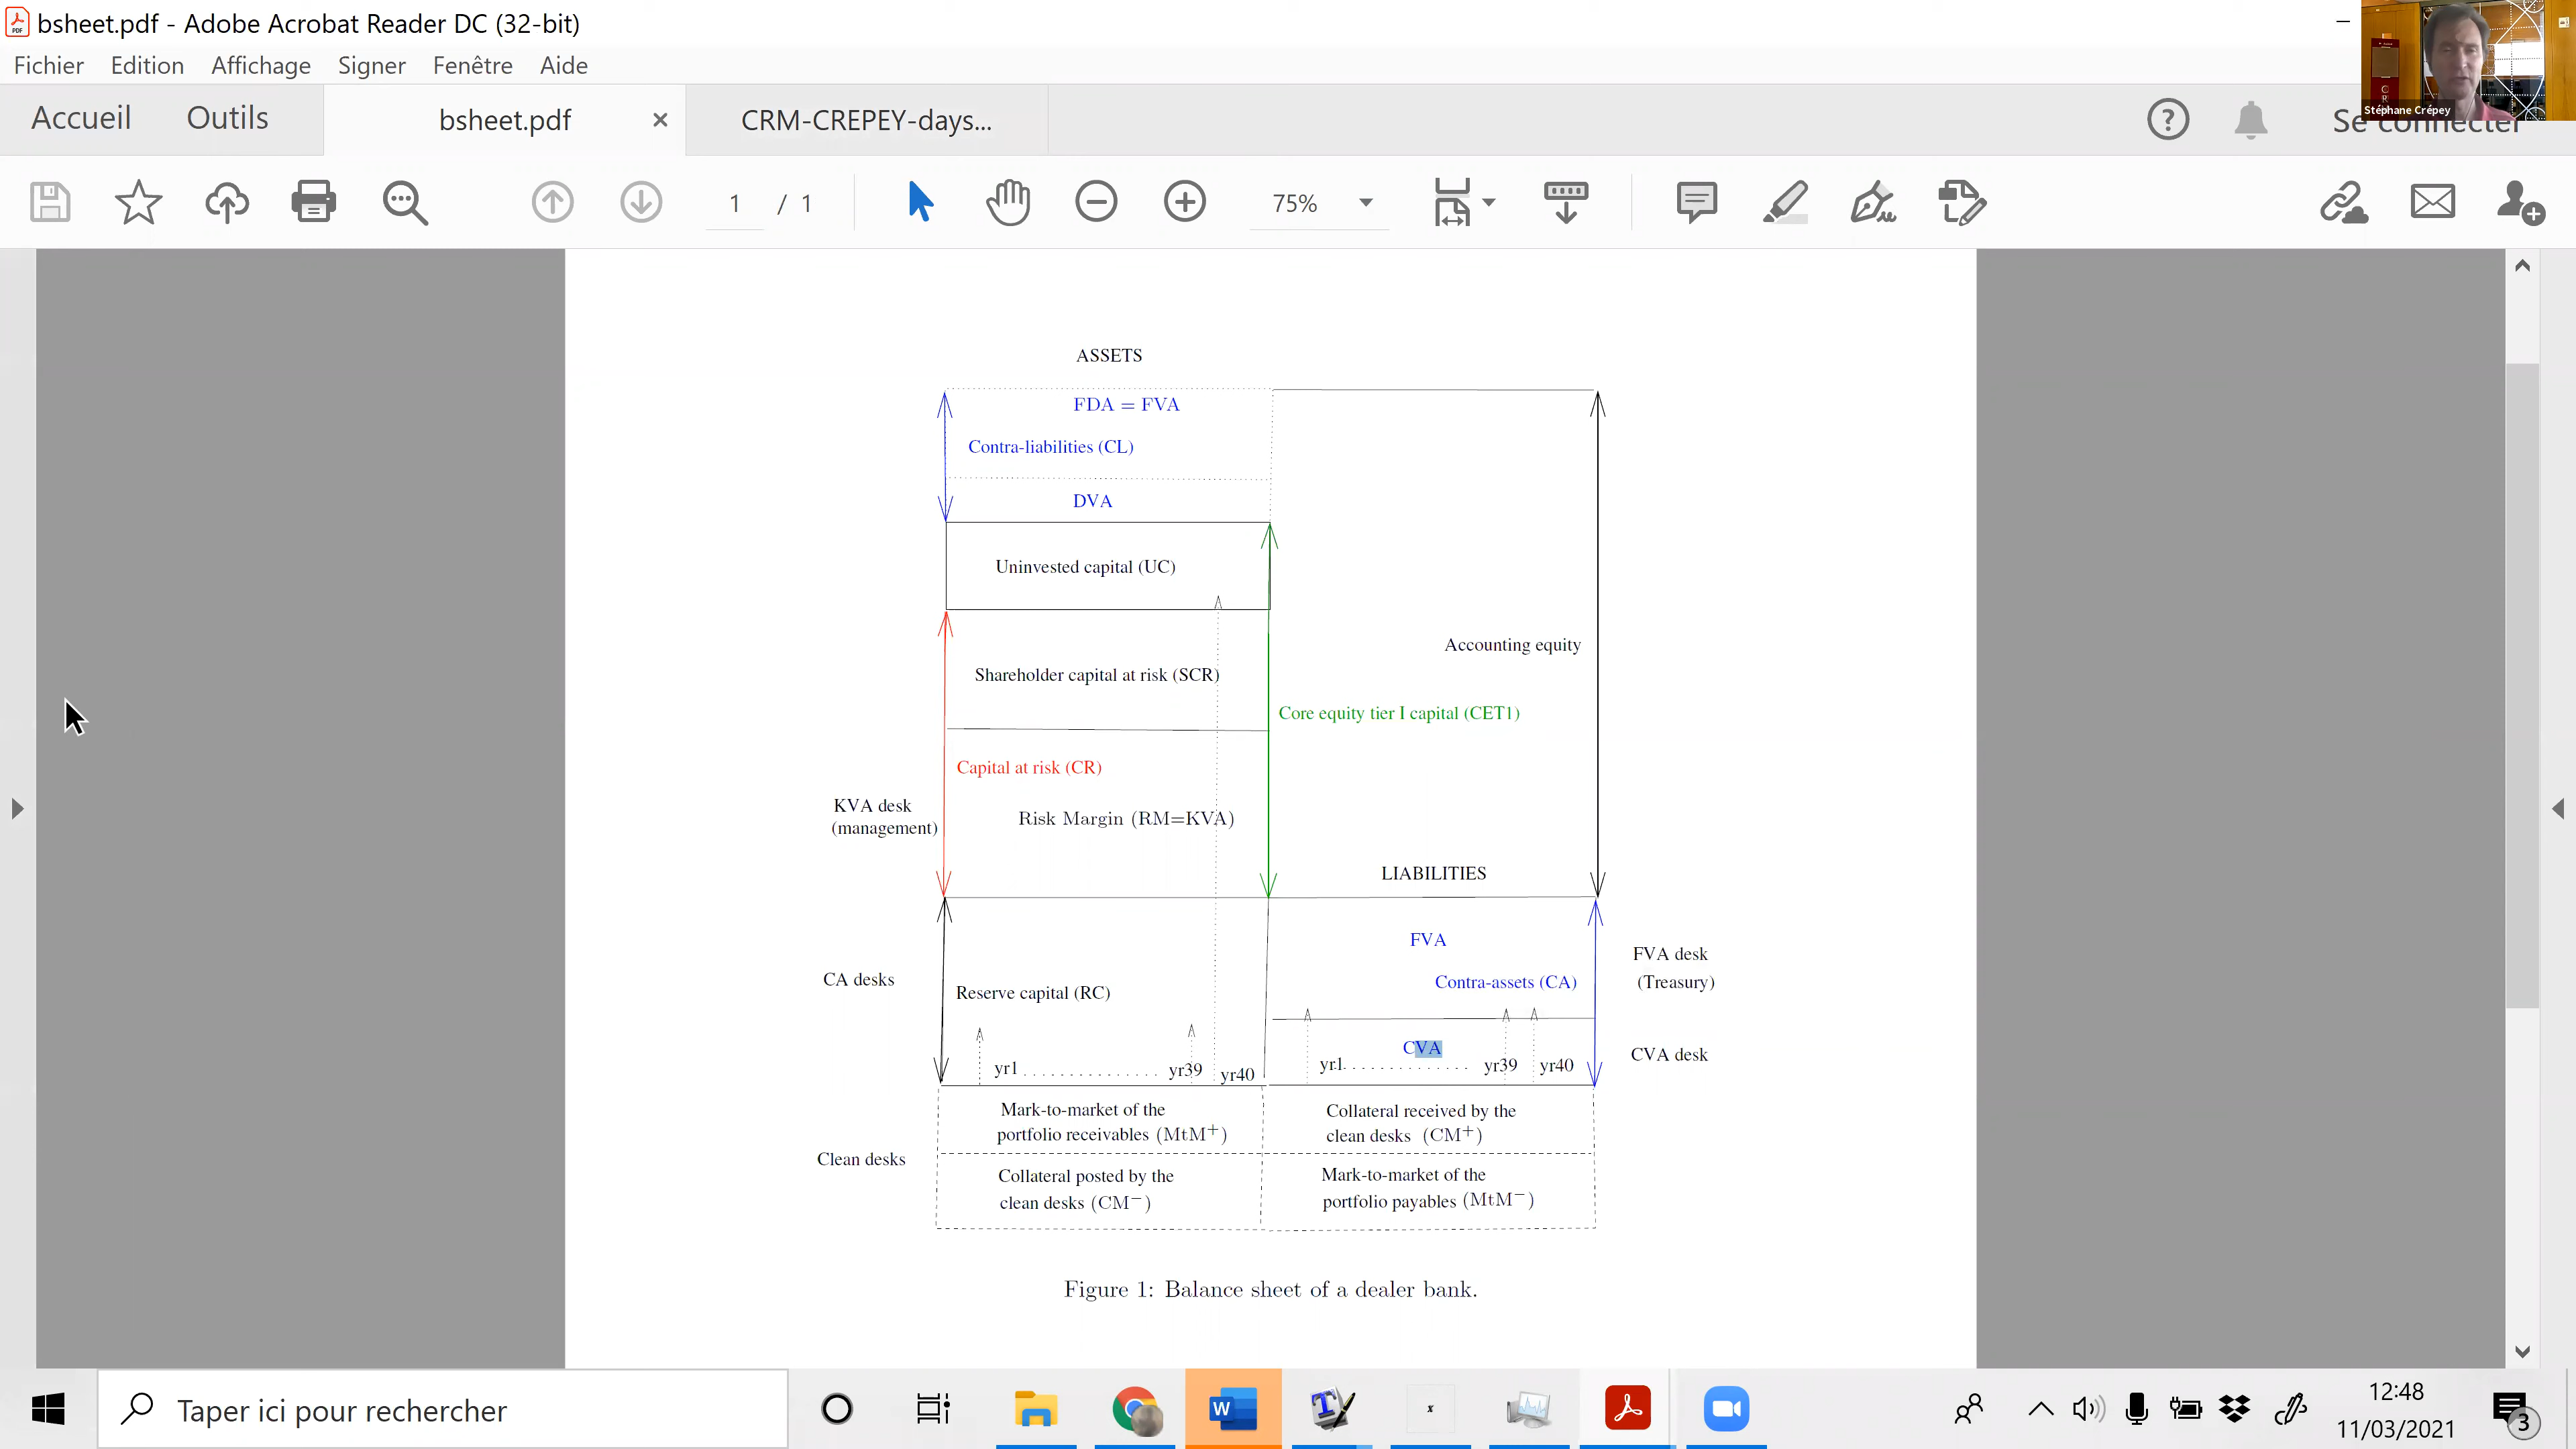 bsheet.pdf - Adobe Acrobat Reader DC (32-bit)
Fichier Edition Affichage Signer Fenêtre Aide
Accueil Outils bsheet.pdf × CRM-CREPEY-days... Se connecter
Stéphane Crépey
1 / 1 75%
ASSETS
FDA = FVA
Contra-liabilities (CL)
DVA
Uninvested capital (UC)
Accounting equity
Shareholder capital at risk (SCR)
Core equity tier I capital (CET1)
Capital at risk (CR)
KVA desk
(management)
Risk Margin (RM=KVA)
LIABILITIES
FVA
FVA desk
(Treasury)
CA desks
Contra-assets (CA)
Reserve capital (RC)
CVA
CVA desk
yr1 . . . . . . . . . . . . . yr39 yr40
yr1. . . . . . . . . . . . yr39 yr40
Mark-to-market of the
portfolio receivables (MtM+)
Collateral received by the
clean desks (CM+)
Clean desks
Collateral posted by the
clean desks (CM−)
Mark-to-market of the
portfolio payables (MtM−)
Figure 1: Balance sheet of a dealer bank.
Taper ici pour rechercher
12:48
11/03/2021
3